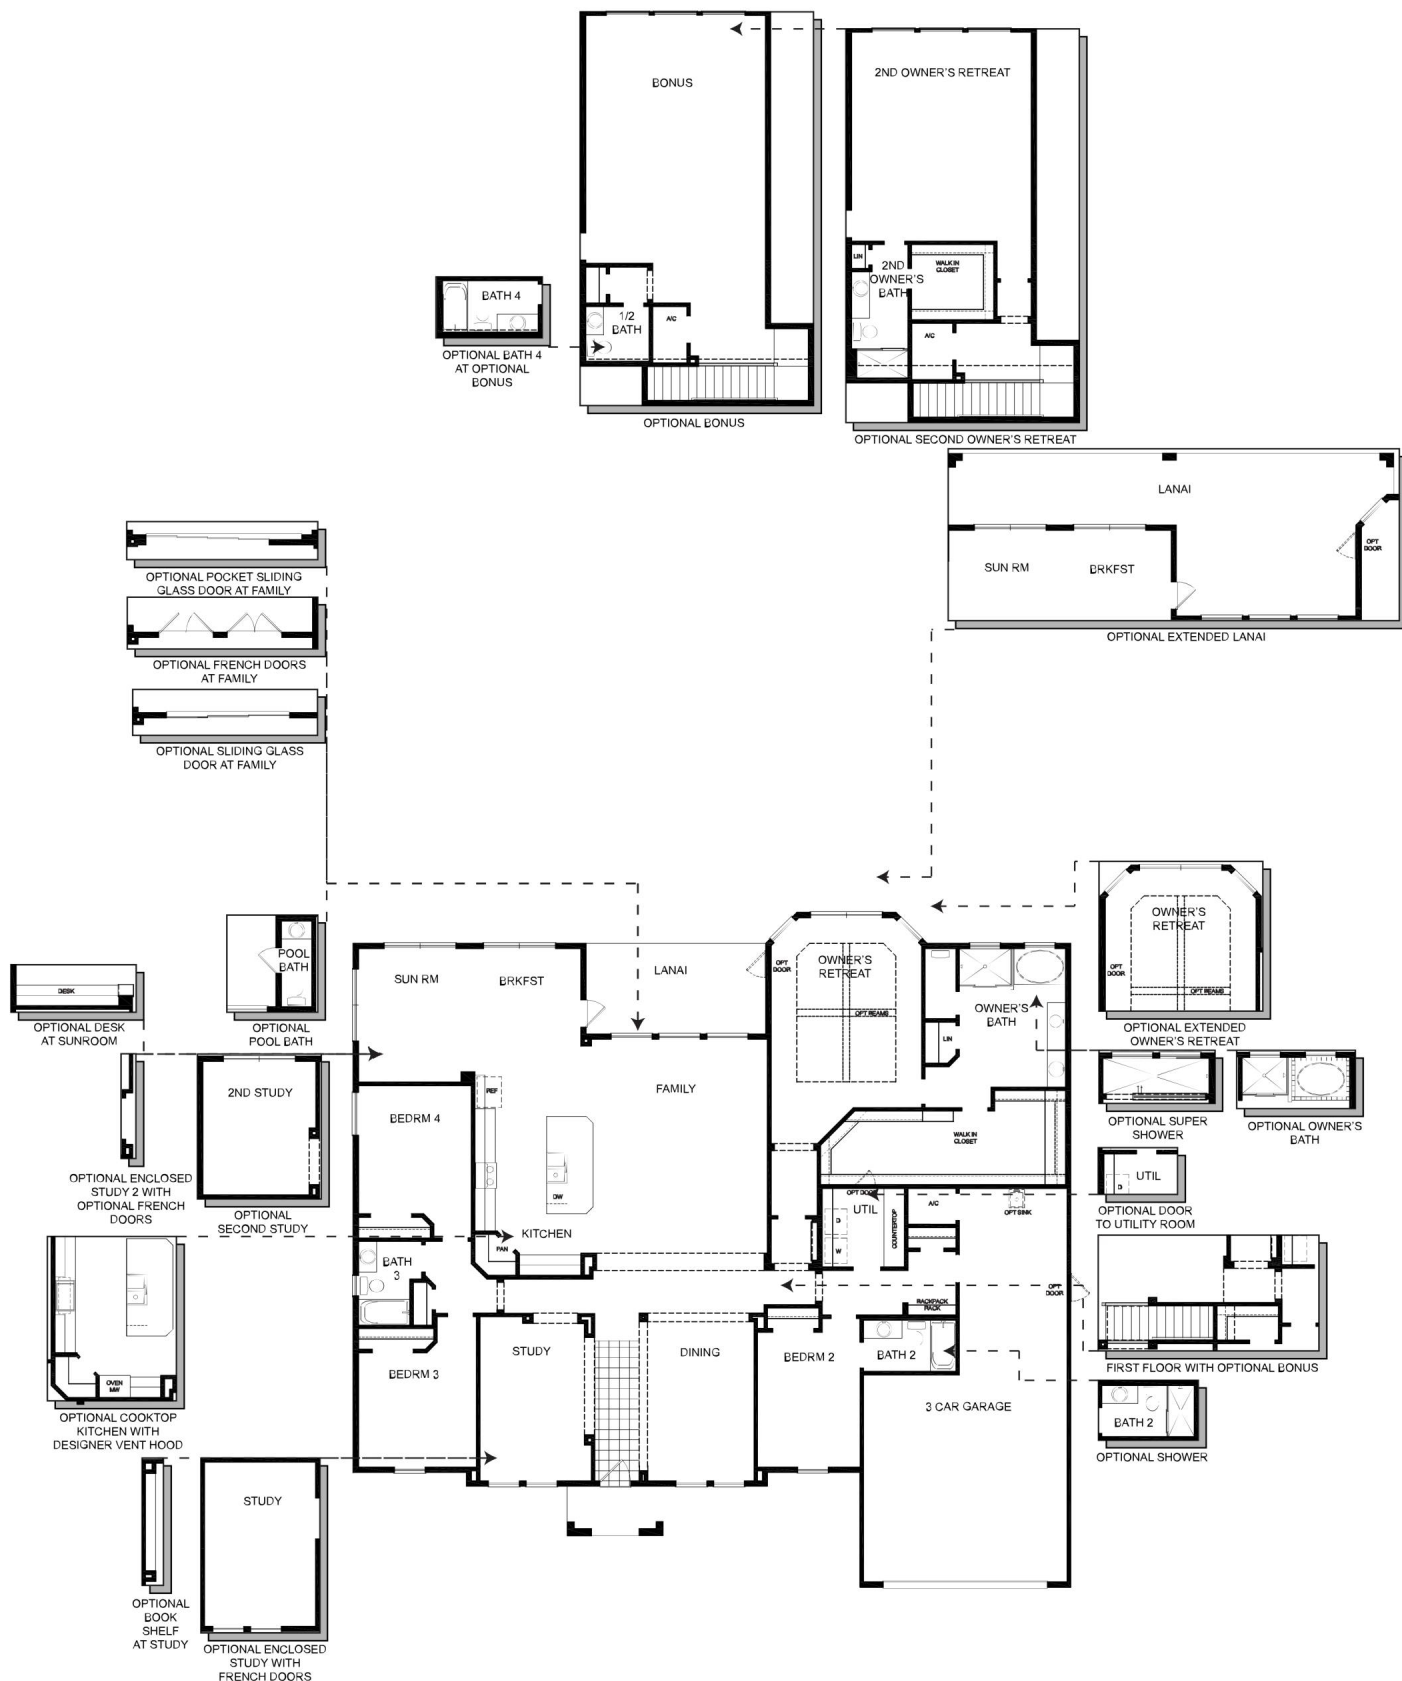 BONUS
2ND OWNER'S RETREAT
LIN
2ND
OWNER'S
BATH
WALK IN
CLOSET
BATH 4
1/2
BATH
A/C
A/C
OPTIONAL BATH 4
AT OPTIONAL
BONUS
OPTIONAL BONUS
OPTIONAL SECOND OWNER'S RETREAT
LANAI
OPT
DOOR
SUN RM
BRKFST
OPTIONAL EXTENDED LANAI
OPTIONAL POCKET SLIDING
GLASS DOOR AT FAMILY
OPTIONAL FRENCH DOORS
AT FAMILY
OPTIONAL SLIDING GLASS
DOOR AT FAMILY
POOL
BATH
OPTIONAL
POOL BATH
DESK
OPTIONAL DESK
AT SUNROOM
2ND STUDY
OPTIONAL
SECOND STUDY
OPTIONAL ENCLOSED
STUDY 2 WITH
OPTIONAL FRENCH
DOORS
OVEN
MW
OPTIONAL COOKTOP
KITCHEN WITH
DESIGNER VENT HOOD
STUDY
OPTIONAL
BOOK
SHELF
AT STUDY
OPTIONAL ENCLOSED
STUDY WITH
FRENCH DOORS
SUN RM
BRKFST
LANAI
OPT
DOOR
OWNER'S
RETREAT
OPT BEAMS
OWNER'S
BATH
LIN
REF
FAMILY
BEDRM 4
DW
KITCHEN
PAN
WALK IN
CLOSET
OPT DOOR
UTIL
D
W
COUNTERTOP
A/C
OPT SINK
BATH
3
BACKPACK
RACK
OPT
DOOR
BEDRM 3
STUDY
DINING
BEDRM 2
BATH 2
3 CAR GARAGE
OWNER'S
RETREAT
OPT
DOOR
OPT BEAMS
OPTIONAL EXTENDED
OWNER'S RETREAT
OPTIONAL SUPER
SHOWER
OPTIONAL OWNER'S
BATH
UTIL
D
OPTIONAL DOOR
TO UTILITY ROOM
FIRST FLOOR WITH OPTIONAL BONUS
BATH 2
OPTIONAL SHOWER